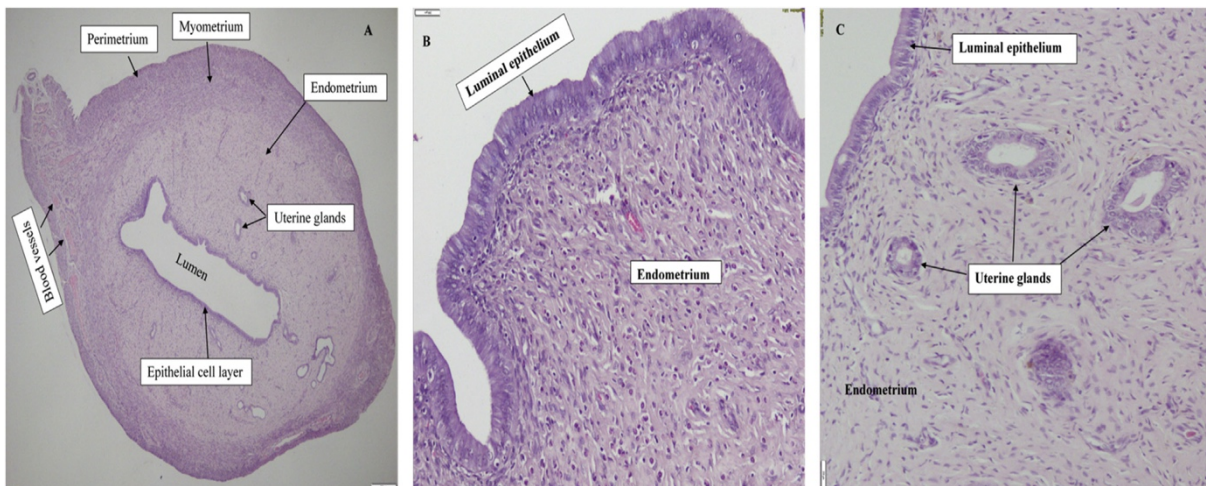 A
Myometrium
Perimetrium
Endometrium
Uterine glands
Blood vessels
Lumen
Epithelial cell layer
B
Luminal epithelium
Endometrium
C
Luminal epithelium
Uterine glands
Endometrium